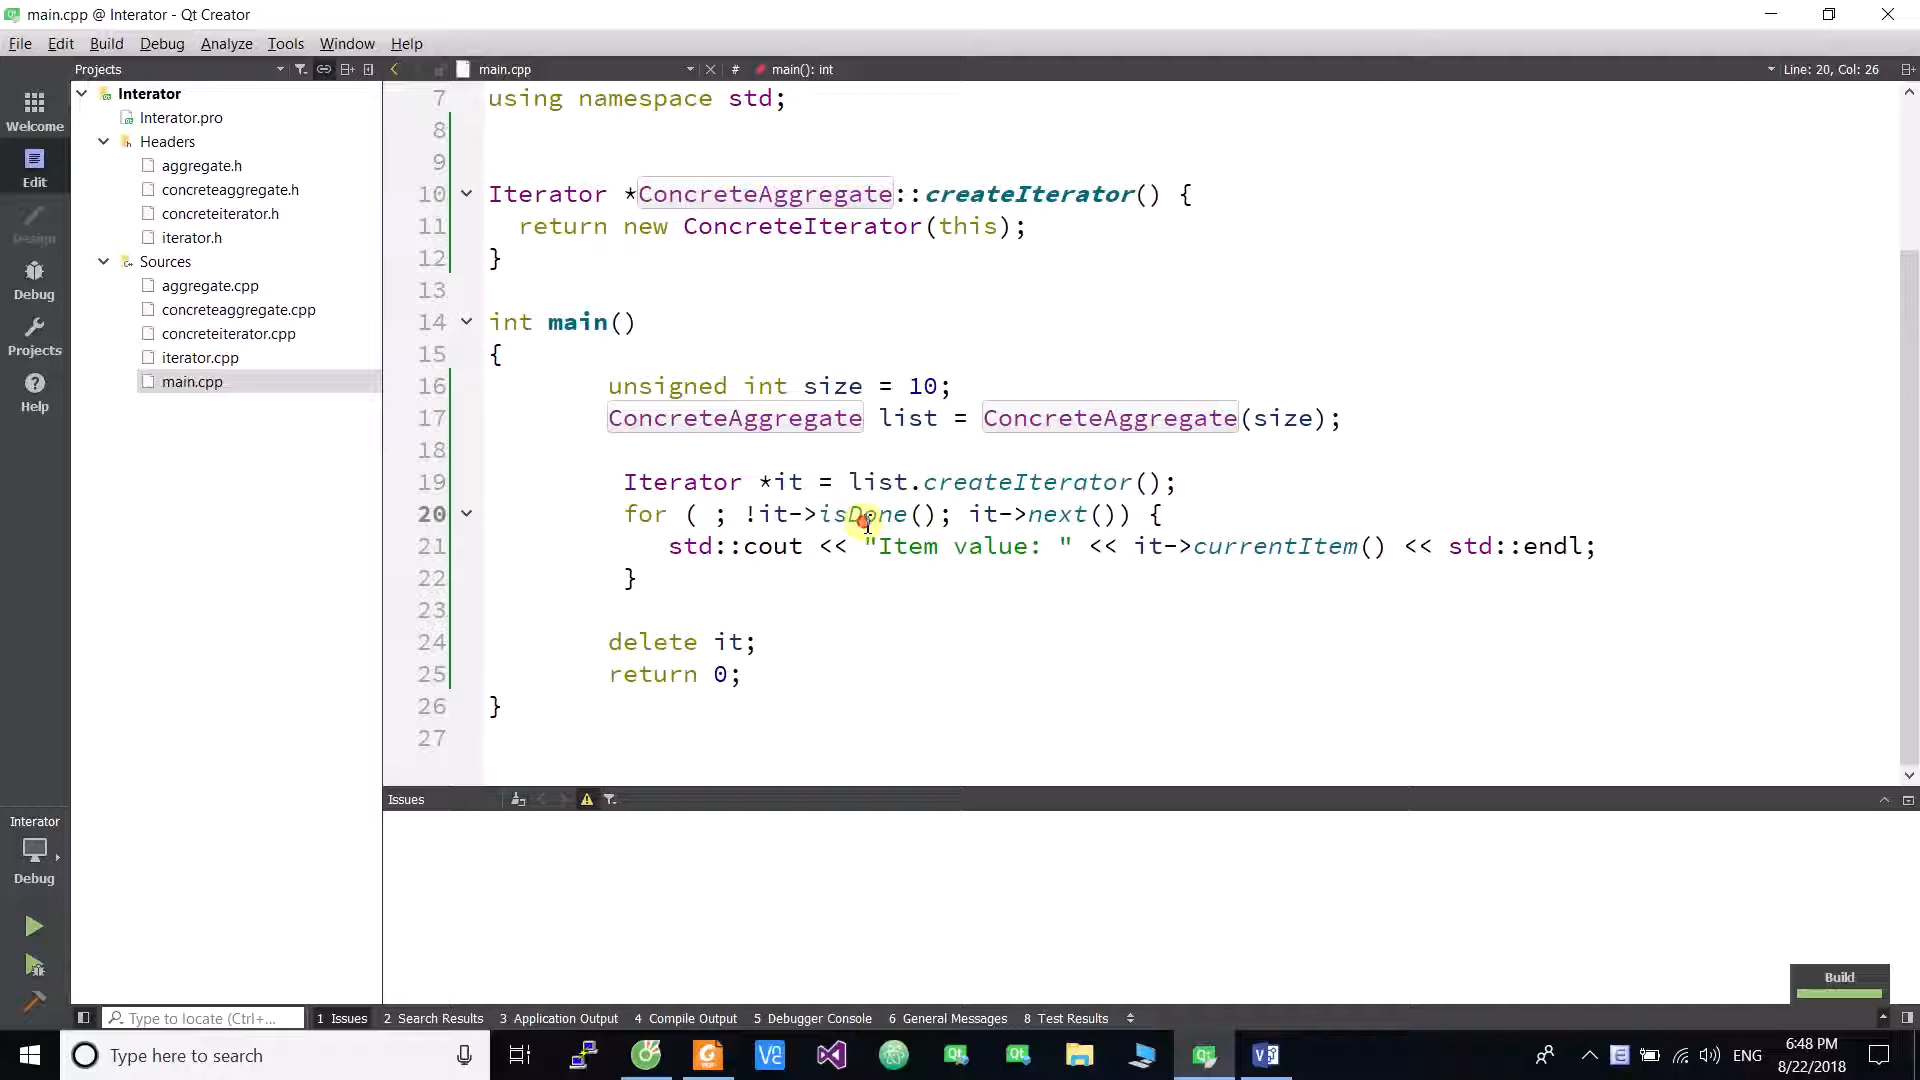 main.cpp @ Interator - Qt Creator
File Edit Build Debug Analyze Tools Window Help
Projects main.cpp # main(): int Line: 20, Col: 26
Welcome
Edit
Design
Debug
Projects
Help
Interator
Interator.pro
Headers
aggregate.h
concreteaggregate.h
concreteiterator.h
iterator.h
Sources
aggregate.cpp
concreteaggregate.cpp
concreteiterator.cpp
iterator.cpp
main.cpp
7 using namespace std;
8
9
10 Iterator *ConcreteAggregate::createIterator() {
11 return new ConcreteIterator(this);
12 }
13
14 int main()
15 {
16 unsigned int size = 10;
17 ConcreteAggregate list = ConcreteAggregate(size);
18
19 Iterator *it = list.createIterator();
20 for ( ; !it->isDone(); it->next()) {
21 std::cout << "Item value: " << it->currentItem() << std::endl;
22 }
23
24 delete it;
25 return 0;
26 }
27
Issues
Interator
Debug
Build
Type to locate (Ctrl+... 1 Issues 2 Search Results 3 Application Output 4 Compile Output 5 Debugger Console 6 General Messages 8 Test Results
Type here to search
ENG
6:48 PM
8/22/2018